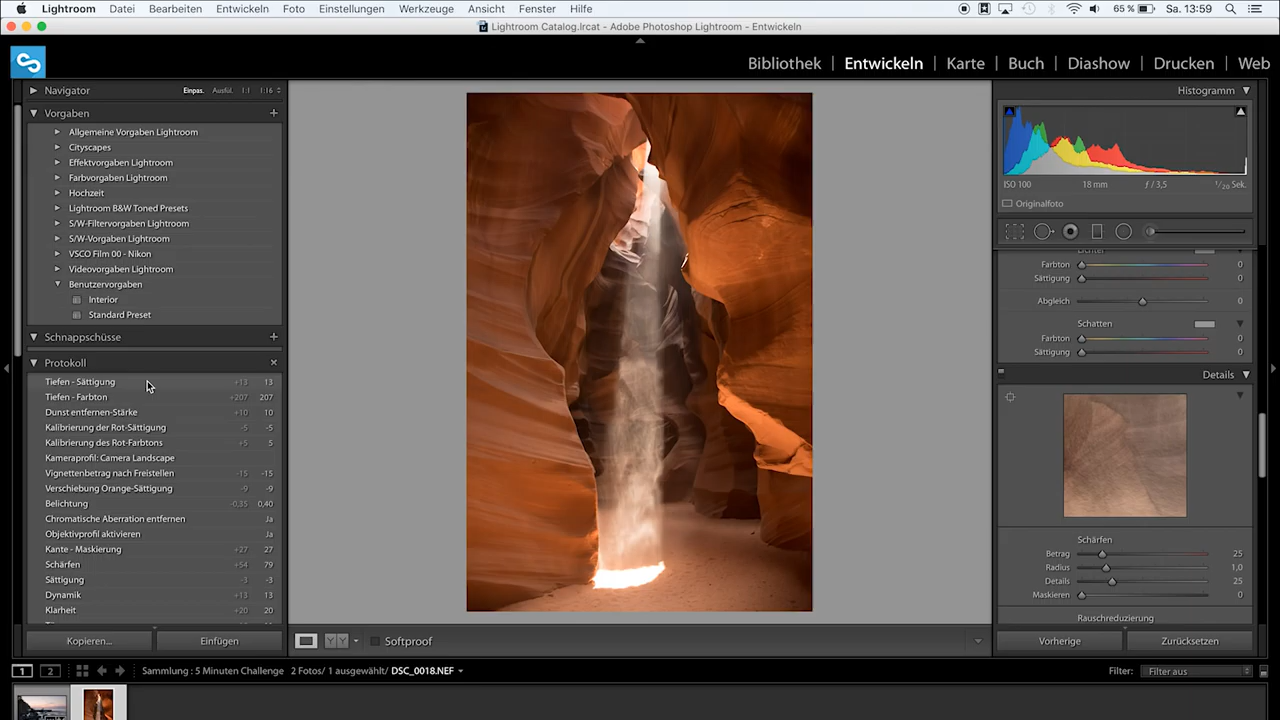 Lightroom Datei Bearbeiten Entwickeln Foto Einstellungen Werkzeuge Ansicht Fenster Hilfe 65 % Sa. 13:59
Lightroom Catalog.lrcat - Adobe Photoshop Lightroom - Entwickeln
Bibliothek Entwickeln Karte Buch Diashow Drucken Web
Navigator Einpas. Ausfül. 1:1 1:16
Vorgaben
Allgemeine Vorgaben Lightroom
Cityscapes
Effektvorgaben Lightroom
Farbvorgaben Lightroom
Hochzeit
Lightroom B&W Toned Presets
S/W-Filtervorgaben Lightroom
S/W-Vorgaben Lightroom
VSCO Film 00 - Nikon
Videovorgaben Lightroom
Benutzervorgaben
Interior
Standard Preset
Schnappschüsse
Protokoll
Tiefen - Sättigung +13 13
Tiefen - Farbton +207 207
Dunst entfernen-Stärke +10 10
Kalibrierung der Rot-Sättigung -5 -5
Kalibrierung des Rot-Farbtons +5 5
Kameraprofil: Camera Landscape
Vignettenbetrag nach Freistellen -15 -15
Verschiebung Orange-Sättigung -9 -9
Belichtung -0,35 0,40
Chromatische Aberration entfernen Ja
Objektivprofil aktivieren Ja
Kante - Maskierung +27 27
Schärfen +54 79
Sättigung -3 -3
Dynamik +13 13
Klarheit +20 20
Kopieren... Einfügen
Softproof
Histogramm
ISO 100 18 mm ƒ / 3,5 1/20 Sek.
Originalfoto
Farbton 0
Sättigung 0
Abgleich 0
Schatten
Farbton 0
Sättigung 0
Details
Schärfen
Betrag 25
Radius 1,0
Details 25
Maskieren 0
Rauschreduzierung
Vorherige Zurücksetzen
1 2 Sammlung : 5 Minuten Challenge 2 Fotos/ 1 ausgewählt/ DSC_0018.NEF Filter: Filter aus